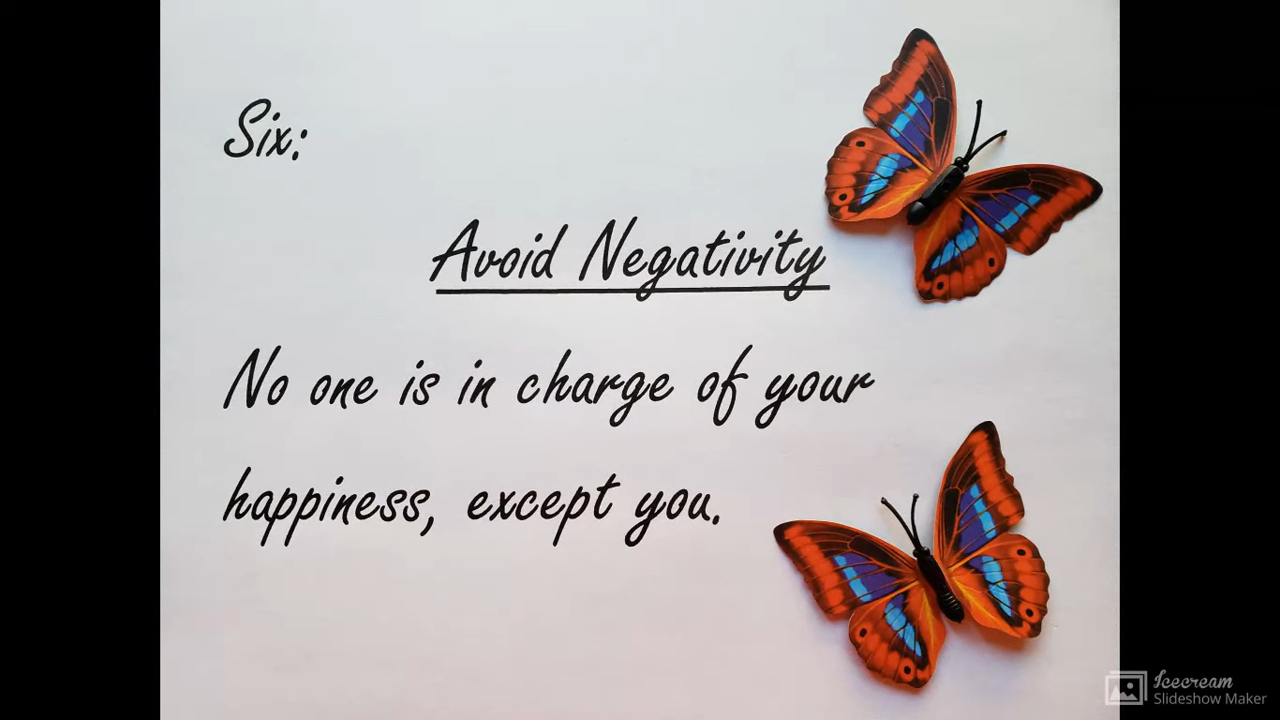 Six:
Avoid Negativity
No one is in charge of your
happiness, except you.
Icecream
Slideshow Maker